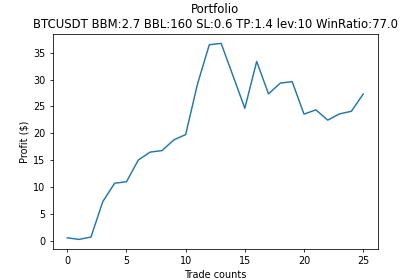 Portfolio
BTCUSDT BBM:2.7 BBL:160 SL:0.6 TP:1.4 lev:10 WinRatio:77.0
35
30
25
20
15
10
5
0
Profit ($)
0 5 10 15 20 25
Trade counts